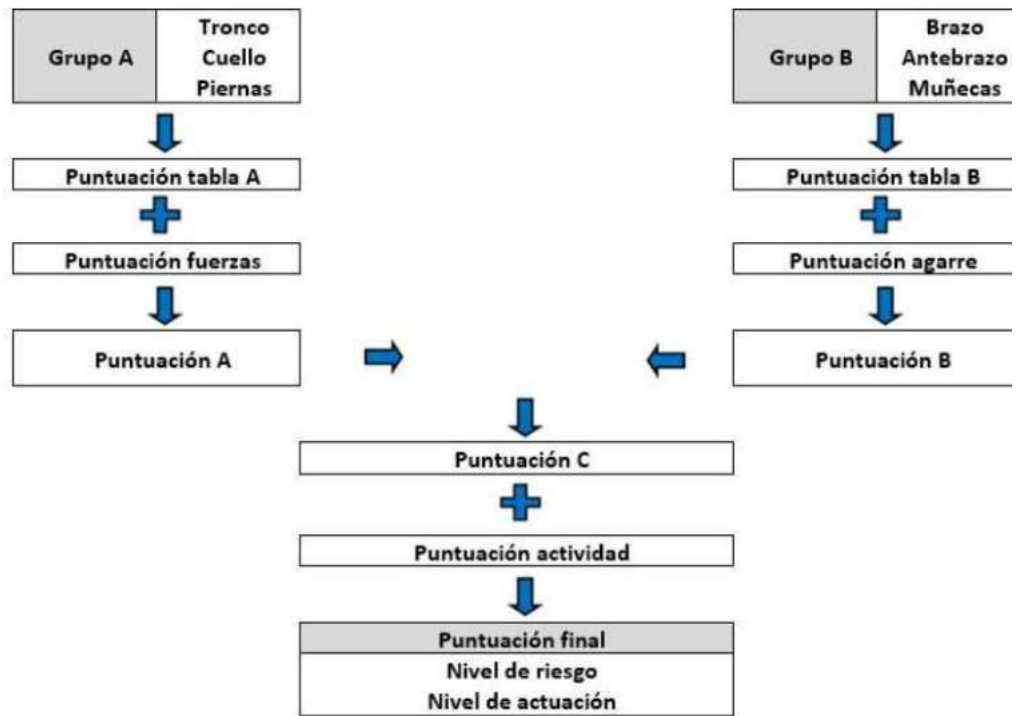 Grupo A
Tronco
Cuello
Piernas
Grupo B
Brazo
Antebrazo
Muñecas
Puntuación tabla A
Puntuación tabla B
Puntuación fuerzas
Puntuación agarre
Puntuación A
Puntuación B
Puntuación C
Puntuación actividad
Puntuación final
Nivel de riesgo
Nivel de actuación